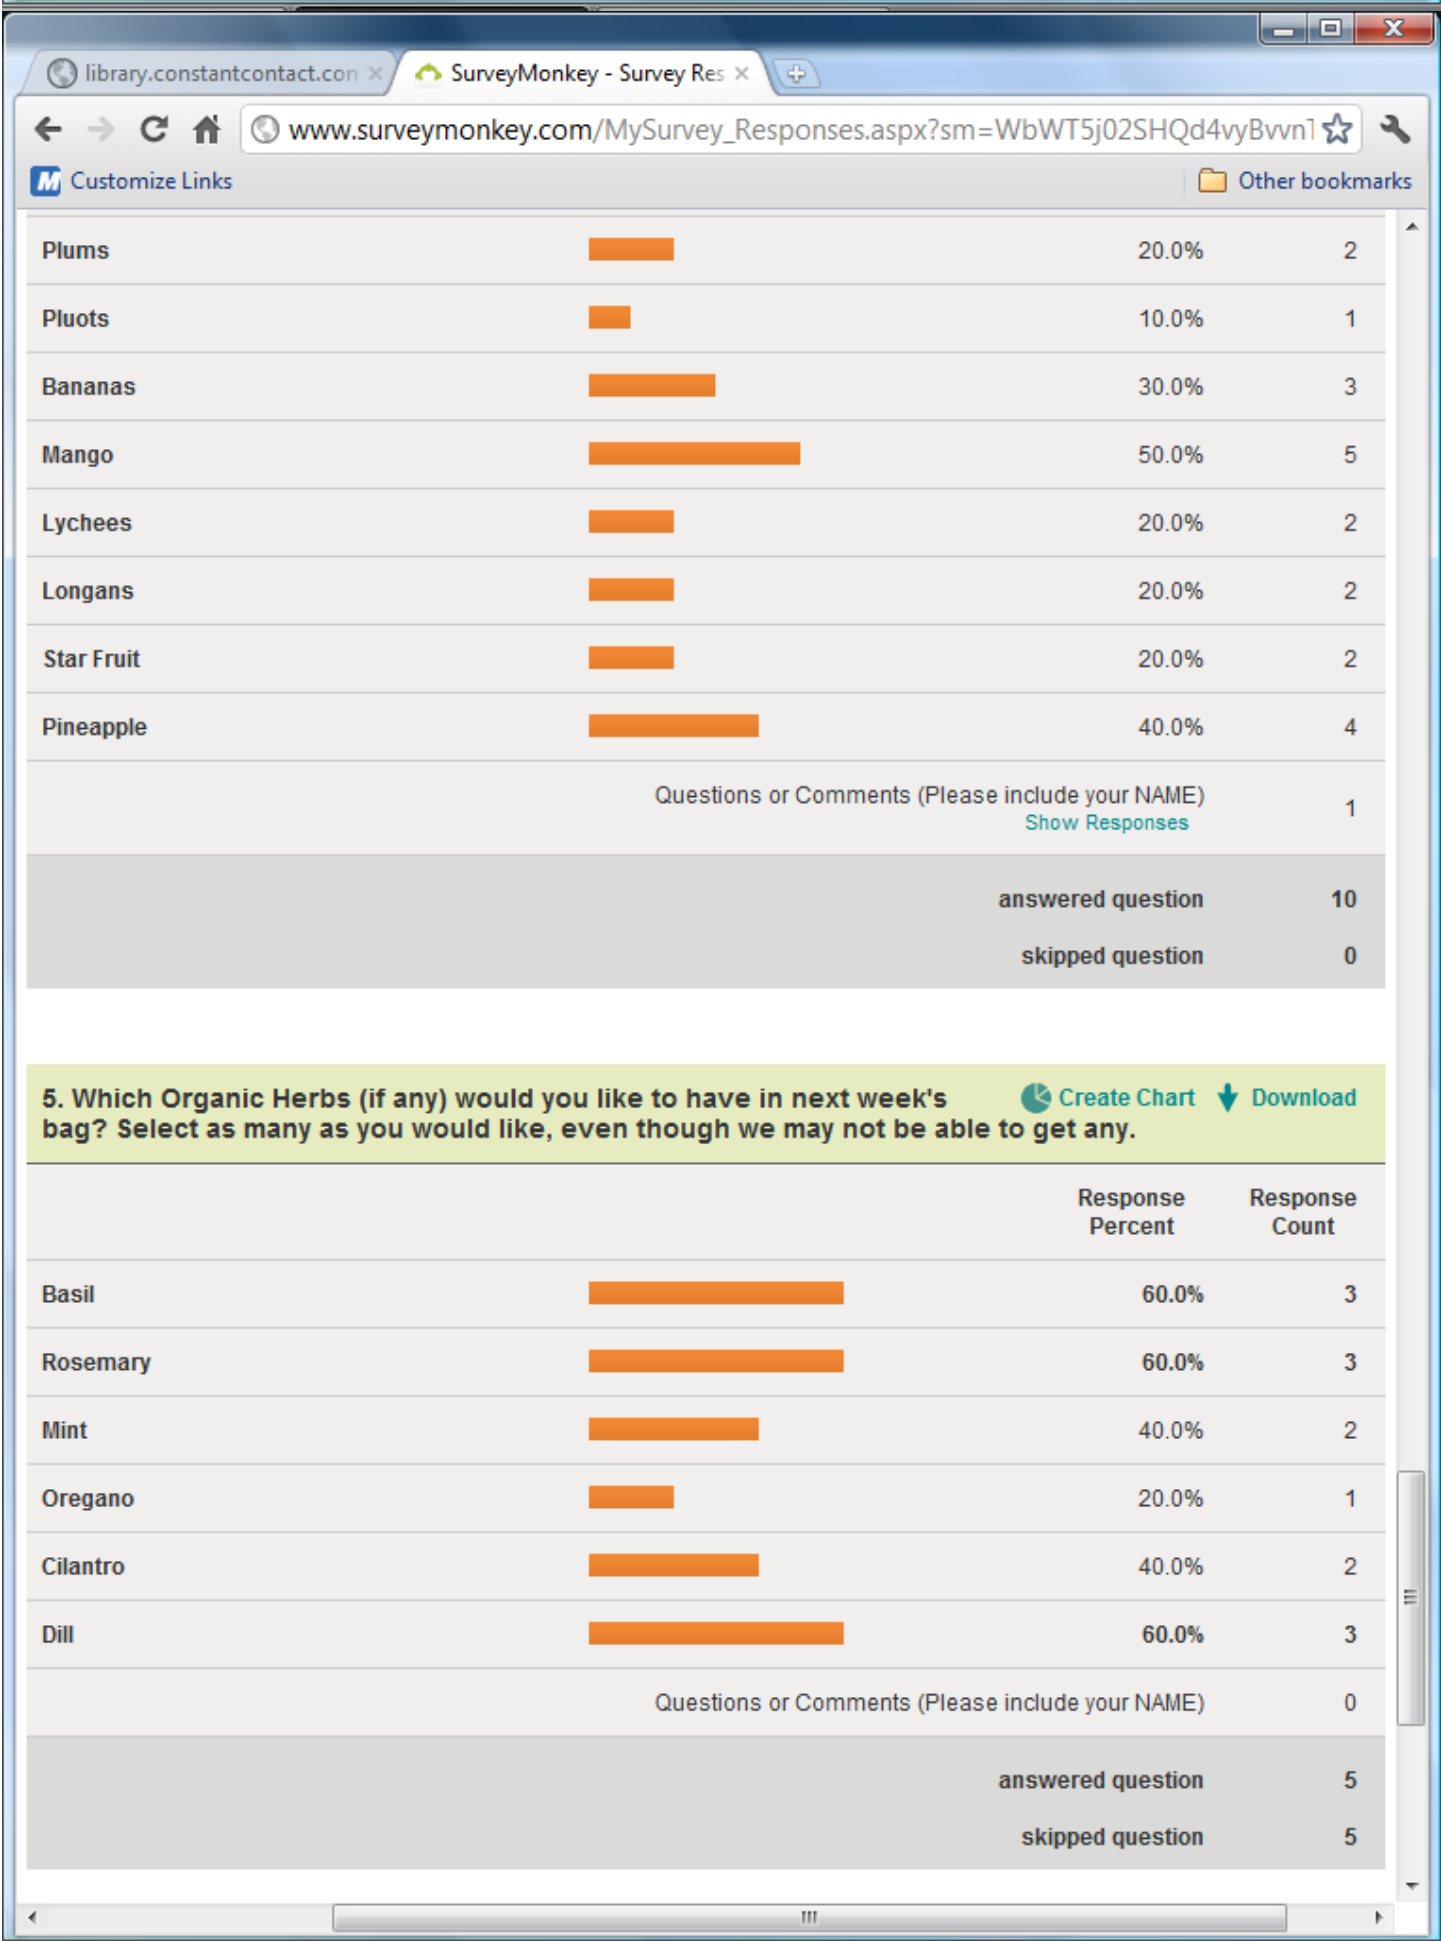 library.constantcontact.con
SurveyMonkey - Survey Res
www.surveymonkey.com/MySurvey_Responses.aspx?sm=WbWT5j02SHQd4vyBvvn
Customize Links
Other bookmarks
Plums 20.0% 2
Pluots 10.0% 1
Bananas 30.0% 3
Mango 50.0% 5
Lychees 20.0% 2
Longans 20.0% 2
Star Fruit 20.0% 2
Pineapple 40.0% 4
Questions or Comments (Please include your NAME) 1
Show Responses
answered question 10
skipped question 0
5. Which Organic Herbs (if any) would you like to have in next week's Create Chart Download
bag? Select as many as you would like, even though we may not be able to get any.
Response Response
Percent Count
Basil 60.0% 3
Rosemary 60.0% 3
Mint 40.0% 2
Oregano 20.0% 1
Cilantro 40.0% 2
Dill 60.0% 3
Questions or Comments (Please include your NAME) 0
answered question 5
skipped question 5